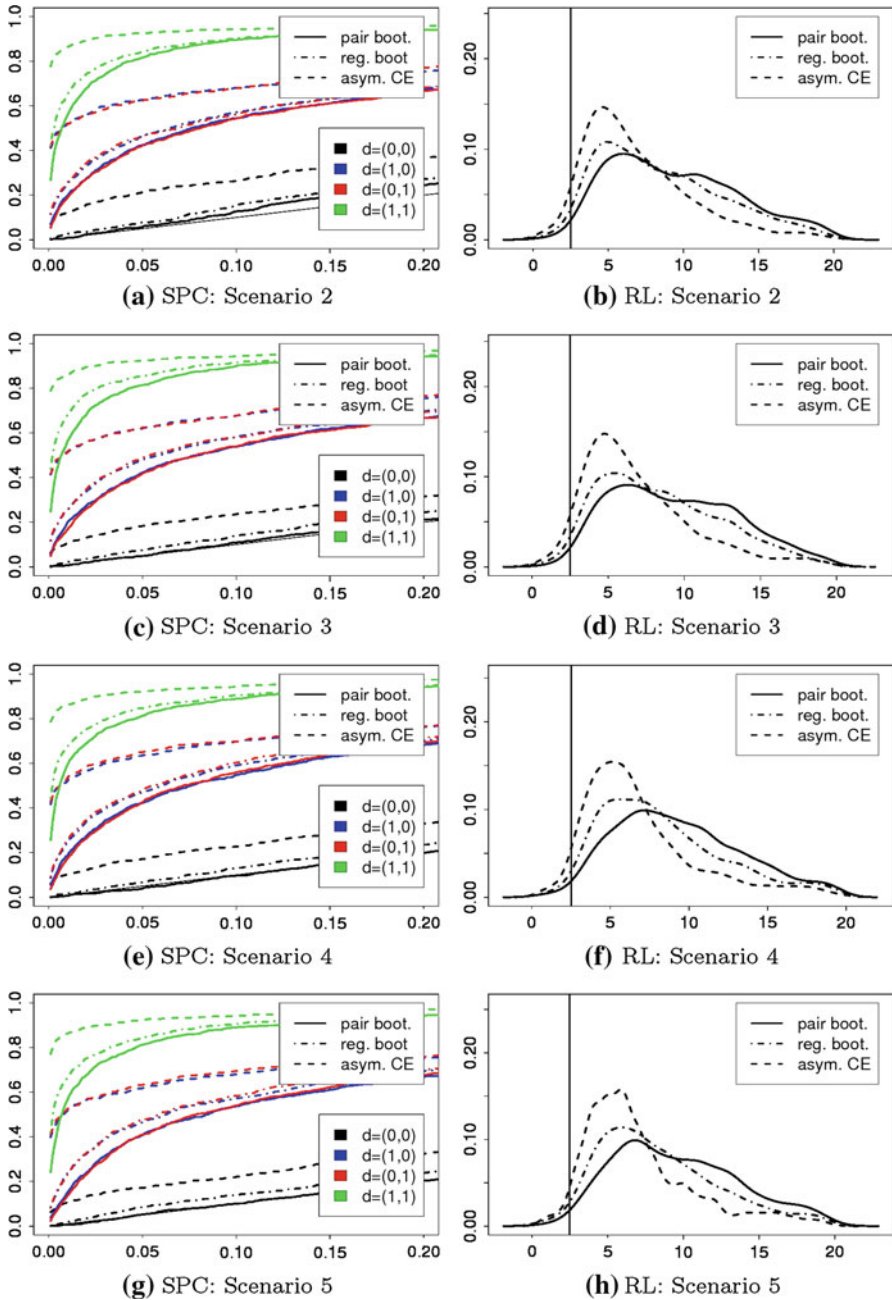 0.0 0.2 0.4 0.6 0.8 1.0
pair boot.
reg. boot
asym. CE
d=(0,0)
d=(1,0)
d=(0,1)
d=(1,1)
0.00 0.05 0.10 0.15 0.20
(a) SPC: Scenario 2
0.00 0.10 0.20
pair boot.
reg. boot.
asym. CE
0 5 10 15 20
(b) RL: Scenario 2
0.0 0.2 0.4 0.6 0.8 1.0
pair boot.
reg. boot
asym. CE
d=(0,0)
d=(1,0)
d=(0,1)
d=(1,1)
0.00 0.05 0.10 0.15 0.20
(c) SPC: Scenario 3
0.00 0.10 0.20
pair boot.
reg. boot.
asym. CE
0 5 10 15 20
(d) RL: Scenario 3
0.0 0.2 0.4 0.6 0.8 1.0
pair boot.
reg. boot
asym. CE
d=(0,0)
d=(1,0)
d=(0,1)
d=(1,1)
0.00 0.05 0.10 0.15 0.20
(e) SPC: Scenario 4
0.00 0.10 0.20
pair boot.
reg. boot.
asym. CE
0 5 10 15 20
(f) RL: Scenario 4
0.0 0.2 0.4 0.6 0.8 1.0
pair boot.
reg. boot
asym. CE
d=(0,0)
d=(1,0)
d=(0,1)
d=(1,1)
0.00 0.05 0.10 0.15 0.20
(g) SPC: Scenario 5
0.00 0.10 0.20
pair boot.
reg. boot.
asym. CE
0 5 10 15 20
(h) RL: Scenario 5